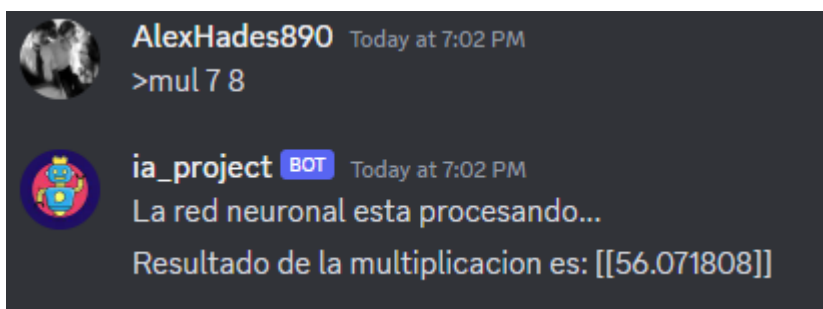 AlexHades890 Today at 7:02 PM
>mul 7 8
ia_project BOT Today at 7:02 PM
La red neuronal esta procesando...
Resultado de la multiplicacion es: [[56.071808]]